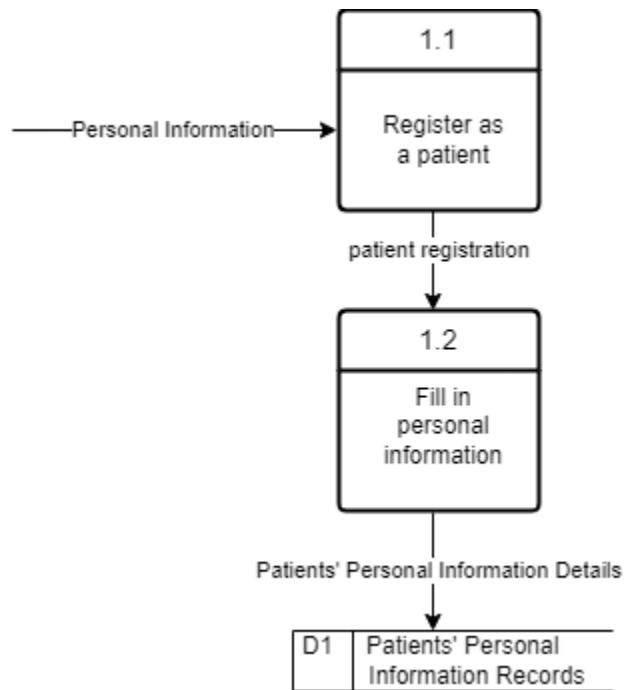 1.1
Personal Information
Register as
a patient
patient registration
1.2
Fill in
personal
information
Patients' Personal Information Details
D1
Patients' Personal
Information Records